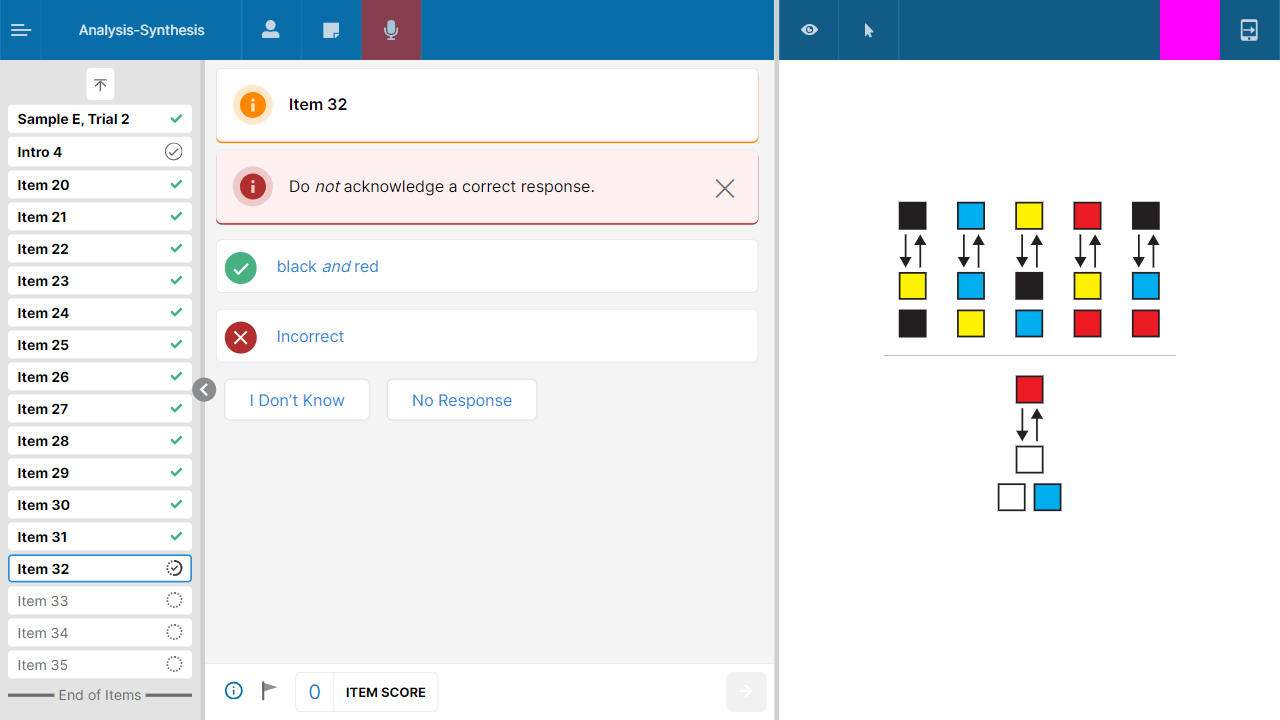 Analysis-Synthesis
Sample E, Trial 2
Intro 4
Item 20
Item 21
Item 22
Item 23
Item 24
Item 25
Item 26
Item 27
Item 28
Item 29
Item 30
Item 31
Item 32
Item 33
Item 34
Item 35
End of Items
Item 32
Do not acknowledge a correct response.
black and red
Incorrect
I Don’t Know
No Response
0
ITEM SCORE